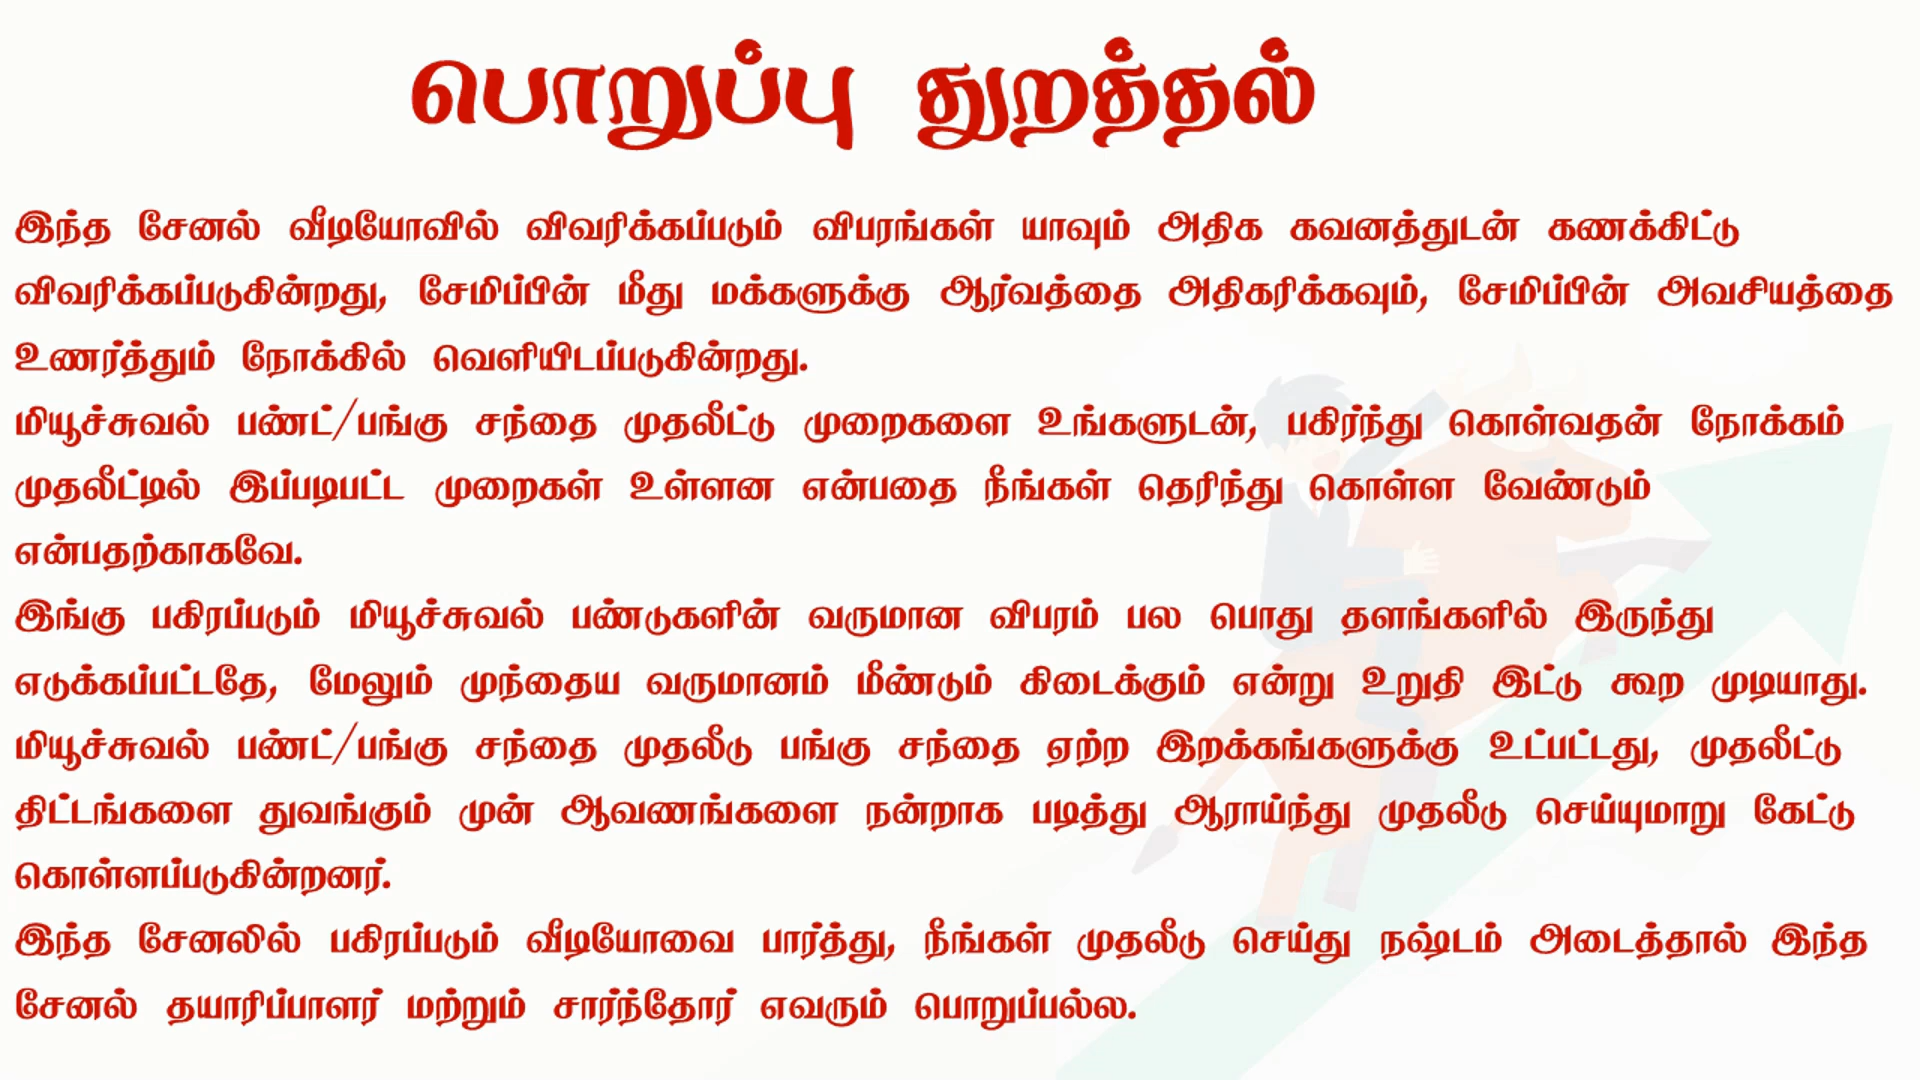 பொறுப்பு துறத்தல்
இந்த சேனல் வீடியோவில் விவரிக்கப்படும் விபரங்கள் யாவும் அதிக கவனத்துடன் கணக்கிட்டு
விவரிக்கப்படுகின்றது, சேமிப்பின் மீது மக்களுக்கு ஆர்வத்தை அதிகரிக்கவும், சேமிப்பின் அவசியத்தை
உணர்த்தும் நோக்கில் வெளியிடப்படுகின்றது.
மியூச்சுவல் பண்ட்/பங்கு சந்தை முதலீட்டு முறைகளை உங்களுடன், பகிர்ந்து கொள்வதன் நோக்கம்
முதலீட்டில் இப்படிபட்ட முறைகள் உள்ளன என்பதை நீங்கள் தெரிந்து கொள்ள வேண்டும்
என்பதற்காகவே.
இங்கு பகிரப்படும் மியூச்சுவல் பண்டுகளின் வருமான விபரம் பல பொது தளங்களில் இருந்து
எடுக்கப்பட்டதே, மேலும் முந்தைய வருமானம் மீண்டும் கிடைக்கும் என்று உறுதி இட்டு கூற முடியாது.
மியூச்சுவல் பண்ட்/பங்கு சந்தை முதலீடு பங்கு சந்தை ஏற்ற இறக்கங்களுக்கு உட்பட்டது, முதலீட்டு
திட்டங்களை துவங்கும் முன் ஆவணங்களை நன்றாக படித்து ஆராய்ந்து முதலீடு செய்யுமாறு கேட்டு
கொள்ளப்படுகின்றனர்.
இந்த சேனலில் பகிரப்படும் வீடியோவை பார்த்து, நீங்கள் முதலீடு செய்து நஷ்டம் அடைத்தால் இந்த
சேனல் தயாரிப்பாளர் மற்றும் சார்ந்தோர் எவரும் பொறுப்பல்ல.